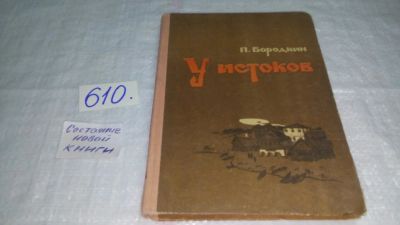 610.
Состояние
новой
книги
П. Бородкин
У истоков